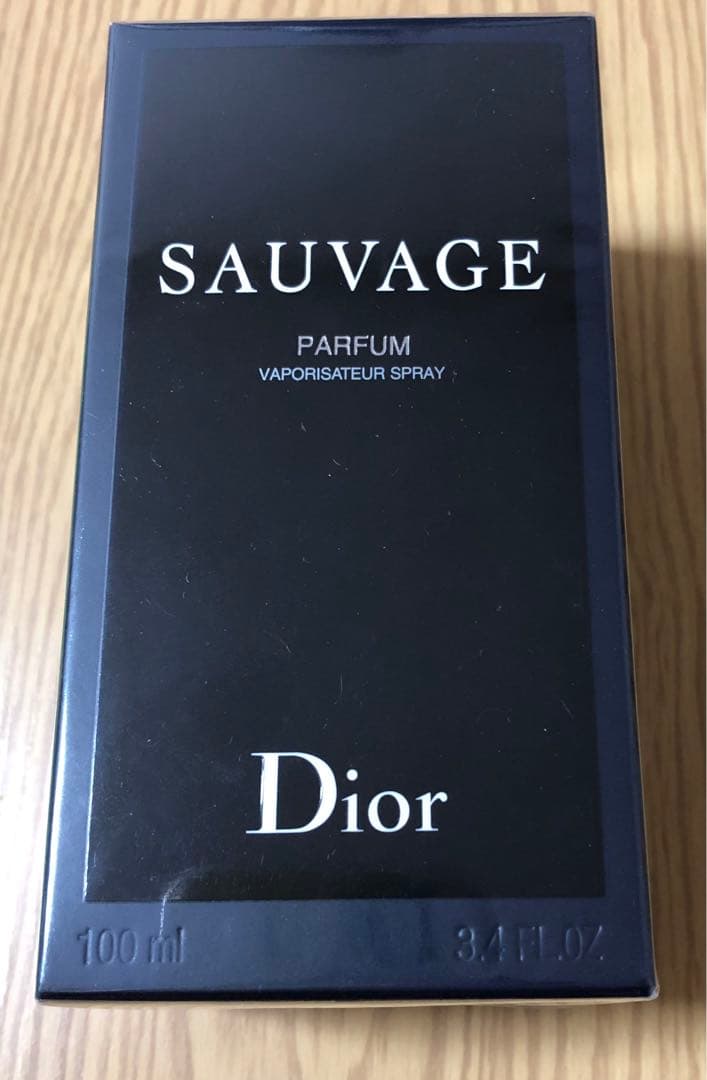 SAUVAGE
PARFUM
VAPORISATEUR SPRAY
Dior
100 ml 3.4 FL.OZ